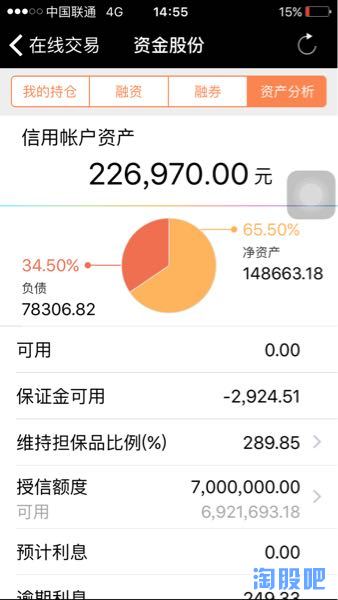 中国联通 4G 14:55 15%
在线交易 资金股份
我的持仓 融资 融券 资产分析
信用帐户资产
226,970.00 元
65.50%
净资产
148663.18
34.50%
负债
78306.82
可用 0.00
保证金可用 -2,924.51
维持担保品比例(%) 289.85
授信额度 7,000,000.00
可用 6,921,693.18
预计利息 0.00
逾期利息 249.33
淘股吧